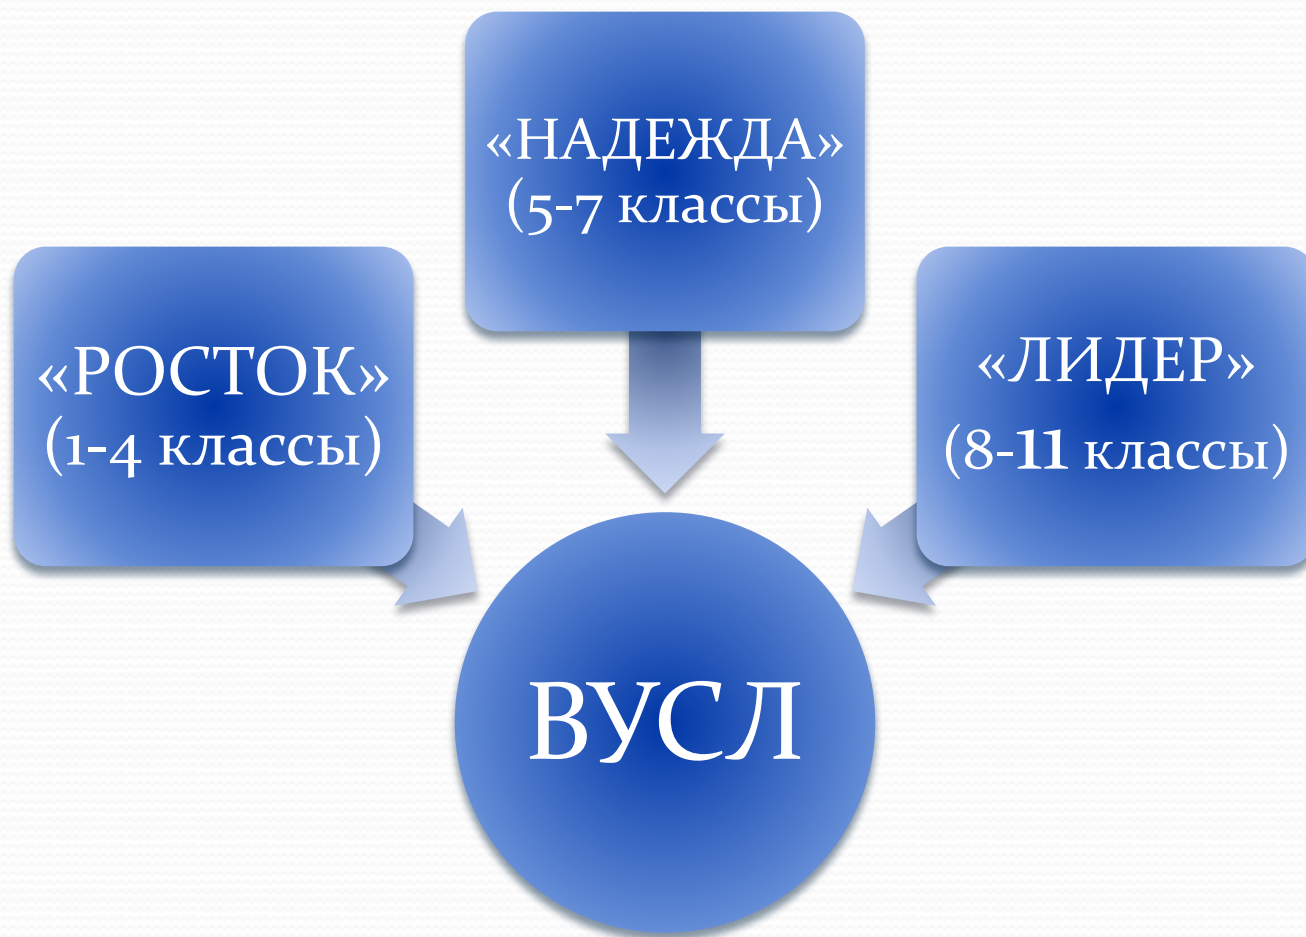 «НАДЕЖДА»
(5-7 классы)
«РОСТОК»
(1-4 классы)
«ЛИДЕР»
(8-11 классы)
ВУСЛ